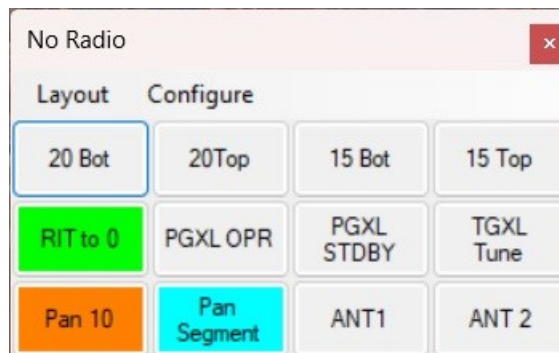 No Radio
x
Layout Configure
20 Bot 20Top 15 Bot 15 Top
RIT to 0 PGXL OPR PGXL STDBY TGXL Tune
Pan 10 Pan Segment ANT1 ANT 2